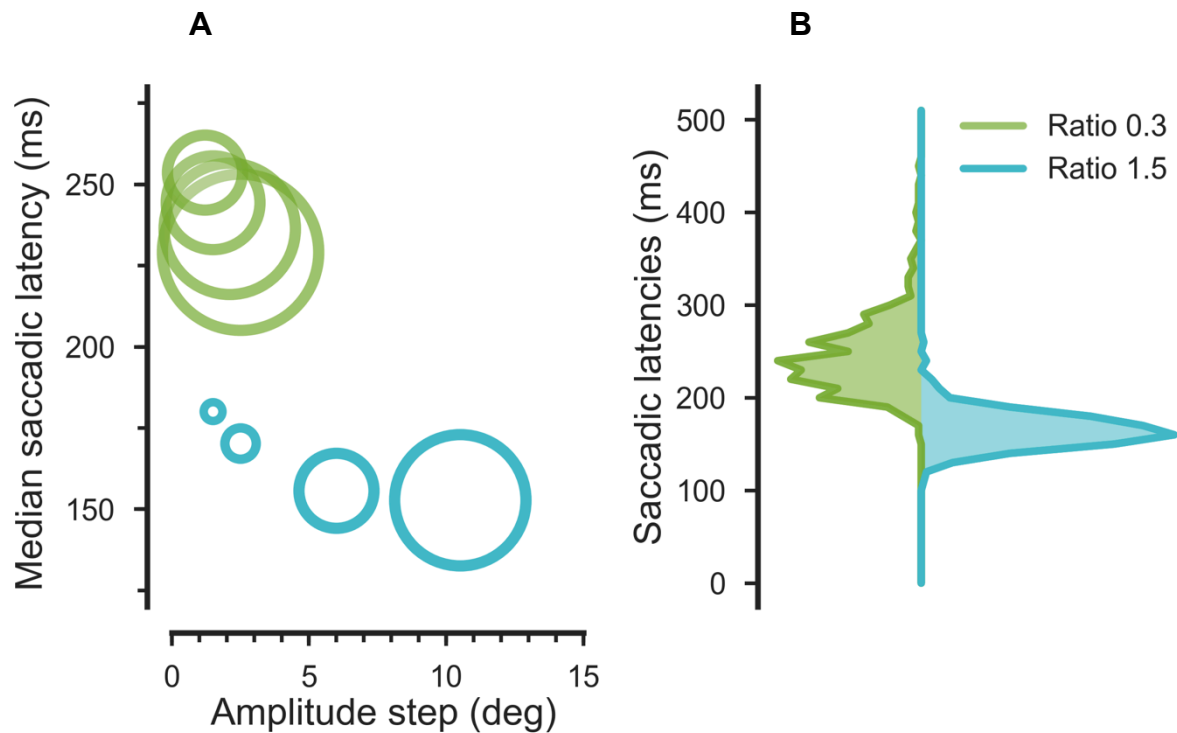 A
Median saccadic latency (ms)
250
200
150
0
5
10
15
Amplitude step (deg)
B
Saccadic latencies (ms)
500
400
300
200
100
0
Ratio 0.3
Ratio 1.5